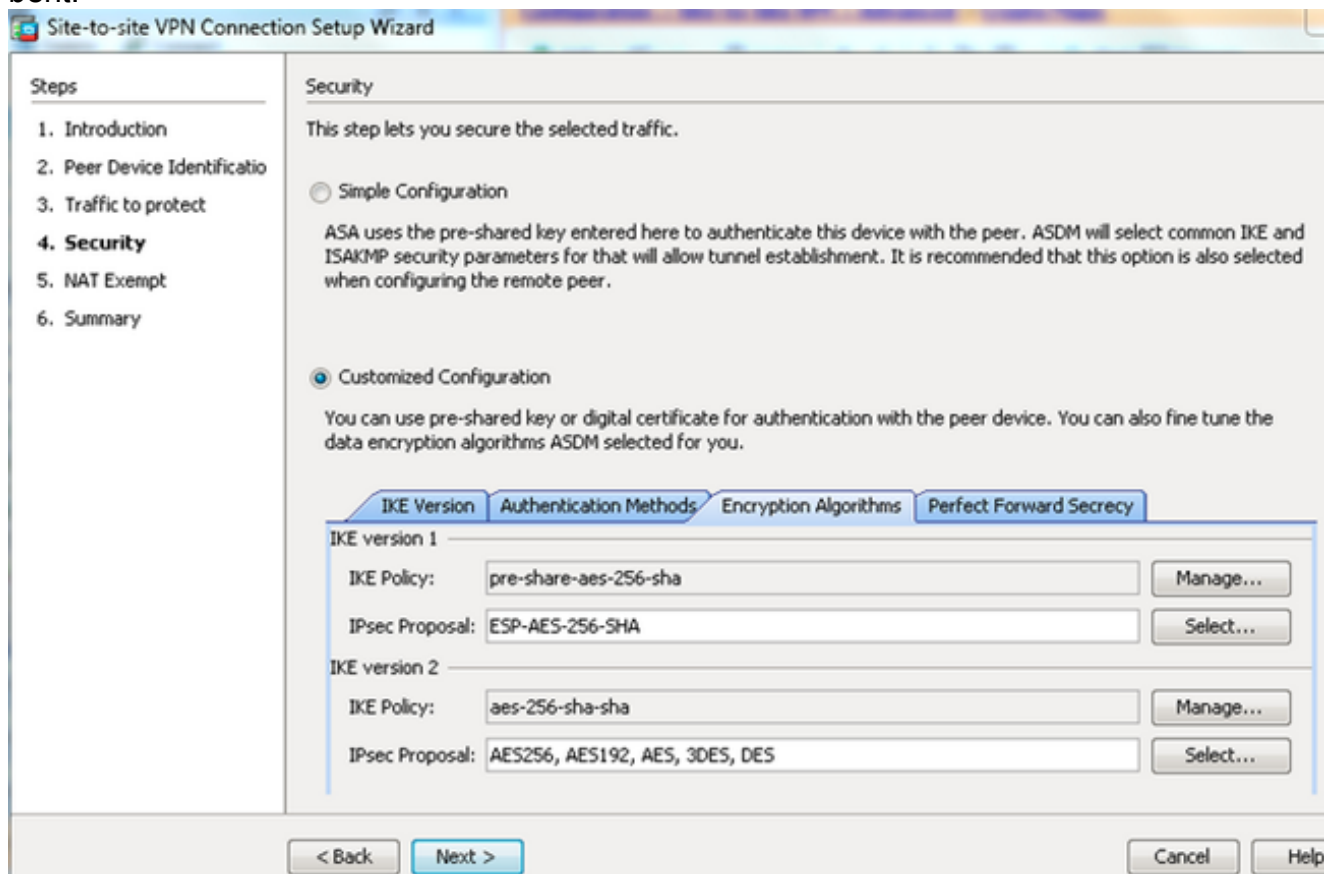 Site-to-site VPN Connection Setup Wizard
Steps
1. Introduction
2. Peer Device Identificatio
3. Traffic to protect
4. Security
5. NAT Exempt
6. Summary
Security
This step lets you secure the selected traffic.
Simple Configuration
ASA uses the pre-shared key entered here to authenticate this device with the peer. ASDM will select common IKE and
ISAKMP security parameters for that will allow tunnel establishment. It is recommended that this option is also selected
when configuring the remote peer.
Customized Configuration
You can use pre-shared key or digital certificate for authentication with the peer device. You can also fine tune the
data encryption algorithms ASDM selected for you.
IKE Version Authentication Methods Encryption Algorithms Perfect Forward Secrecy
IKE version 1
IKE Policy: pre-share-aes-256-sha Manage...
IPsec Proposal: ESP-AES-256-SHA Select...
IKE version 2
IKE Policy: aes-256-sha-sha Manage...
IPsec Proposal: AES256, AES192, AES, 3DES, DES Select...
< Back Next > Cancel Help